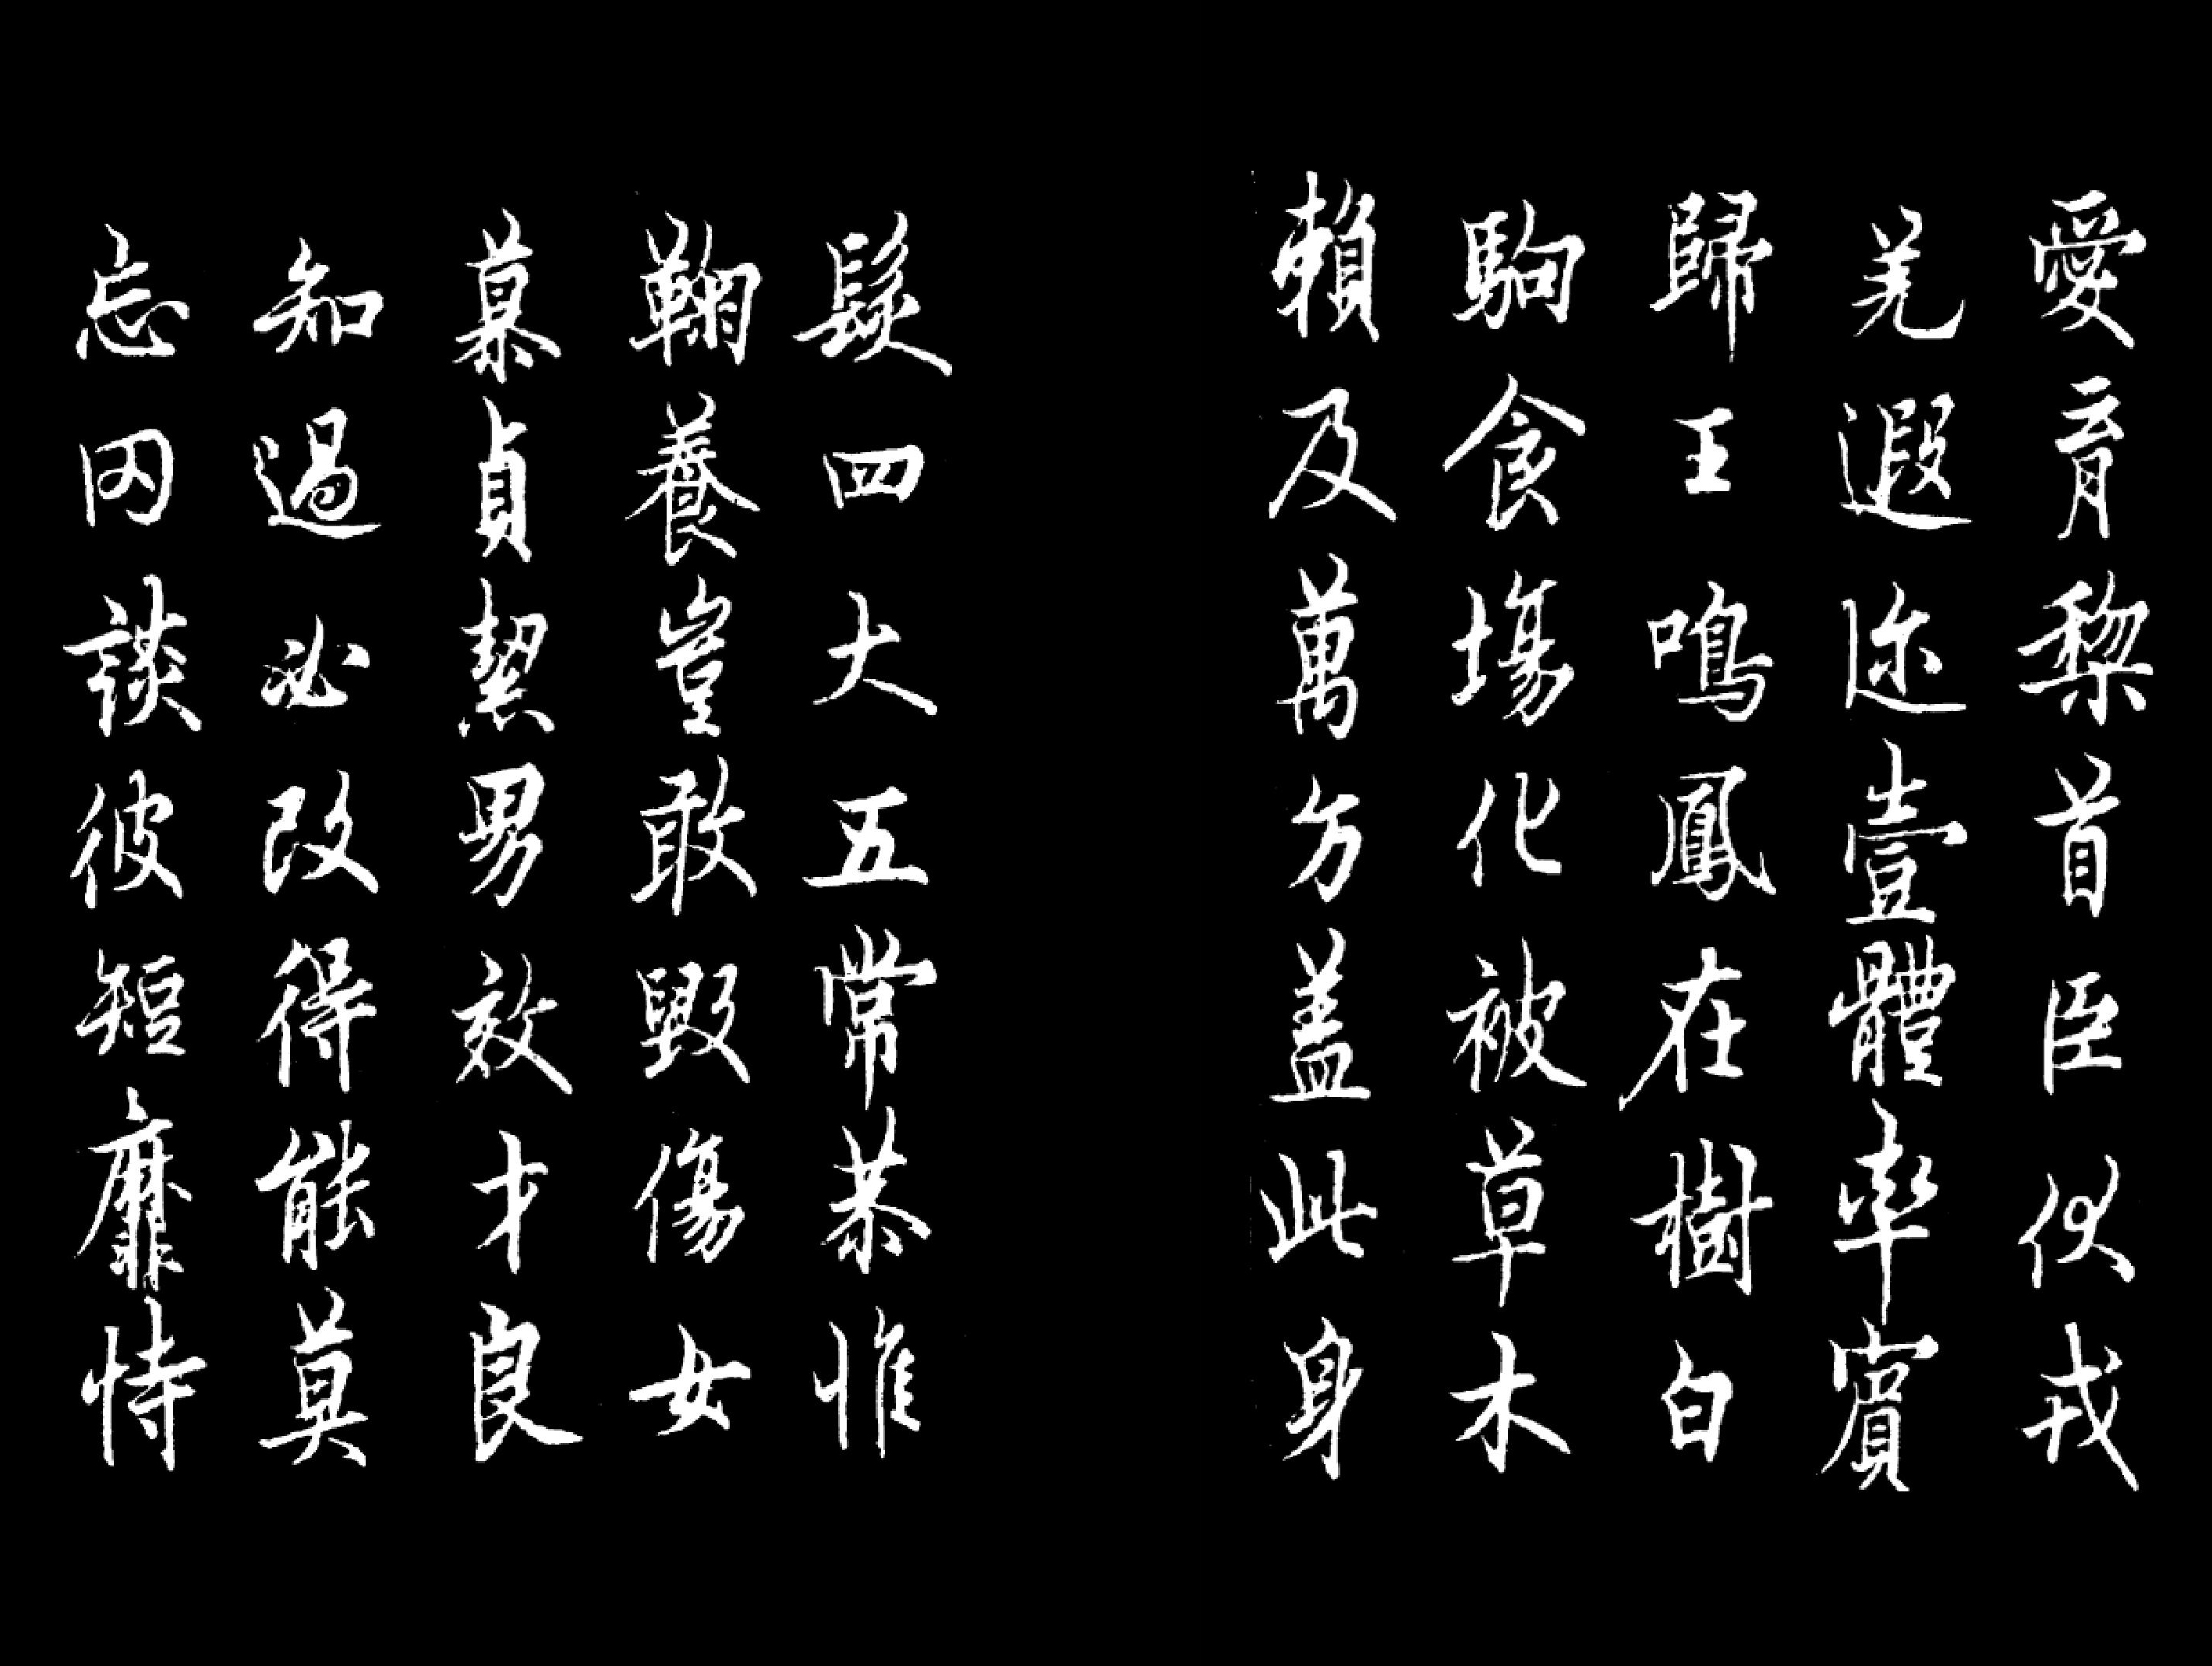 愛育黎首臣伏戎
羌遐迩壹體率賓
歸王鳴鳳在樹白
駒食場化被草木
賴及萬方盖此身
髮四大五常恭惟
鞠養豈敢毀傷女
慕貞絜男效才良
知過必改得能莫
忘罔談彼短靡恃